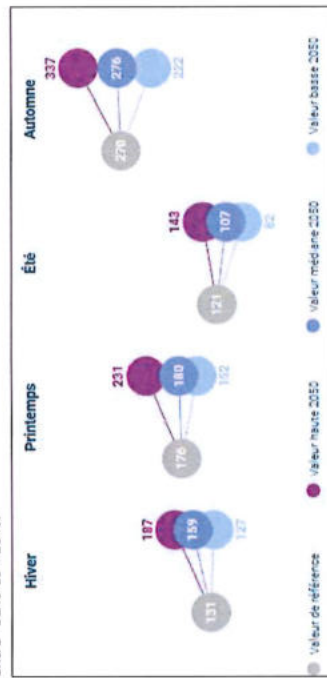 Hiver
187
131
159
127
Printemps
231
176
180
152
Été
143
121
107
82
Automne
337
270
276
222
Valeur de référence
Valeur haute 2050
Valeur médiane 2050
Valeur basse 2050